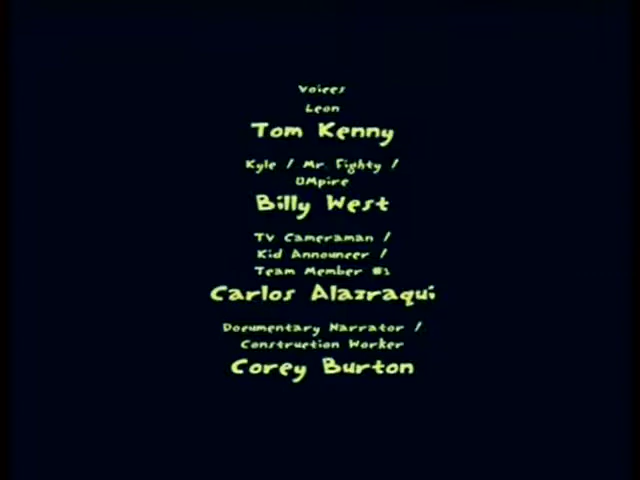 Voices
Leon
Tom Kenny
Kyle / Mr. Fighty /
UMpire
Billy West
TV Cameraman /
Kid Announcer /
Team Member #1
Carlos Alazraqui
Documentary Narrator /
Construction Worker
Corey Burton